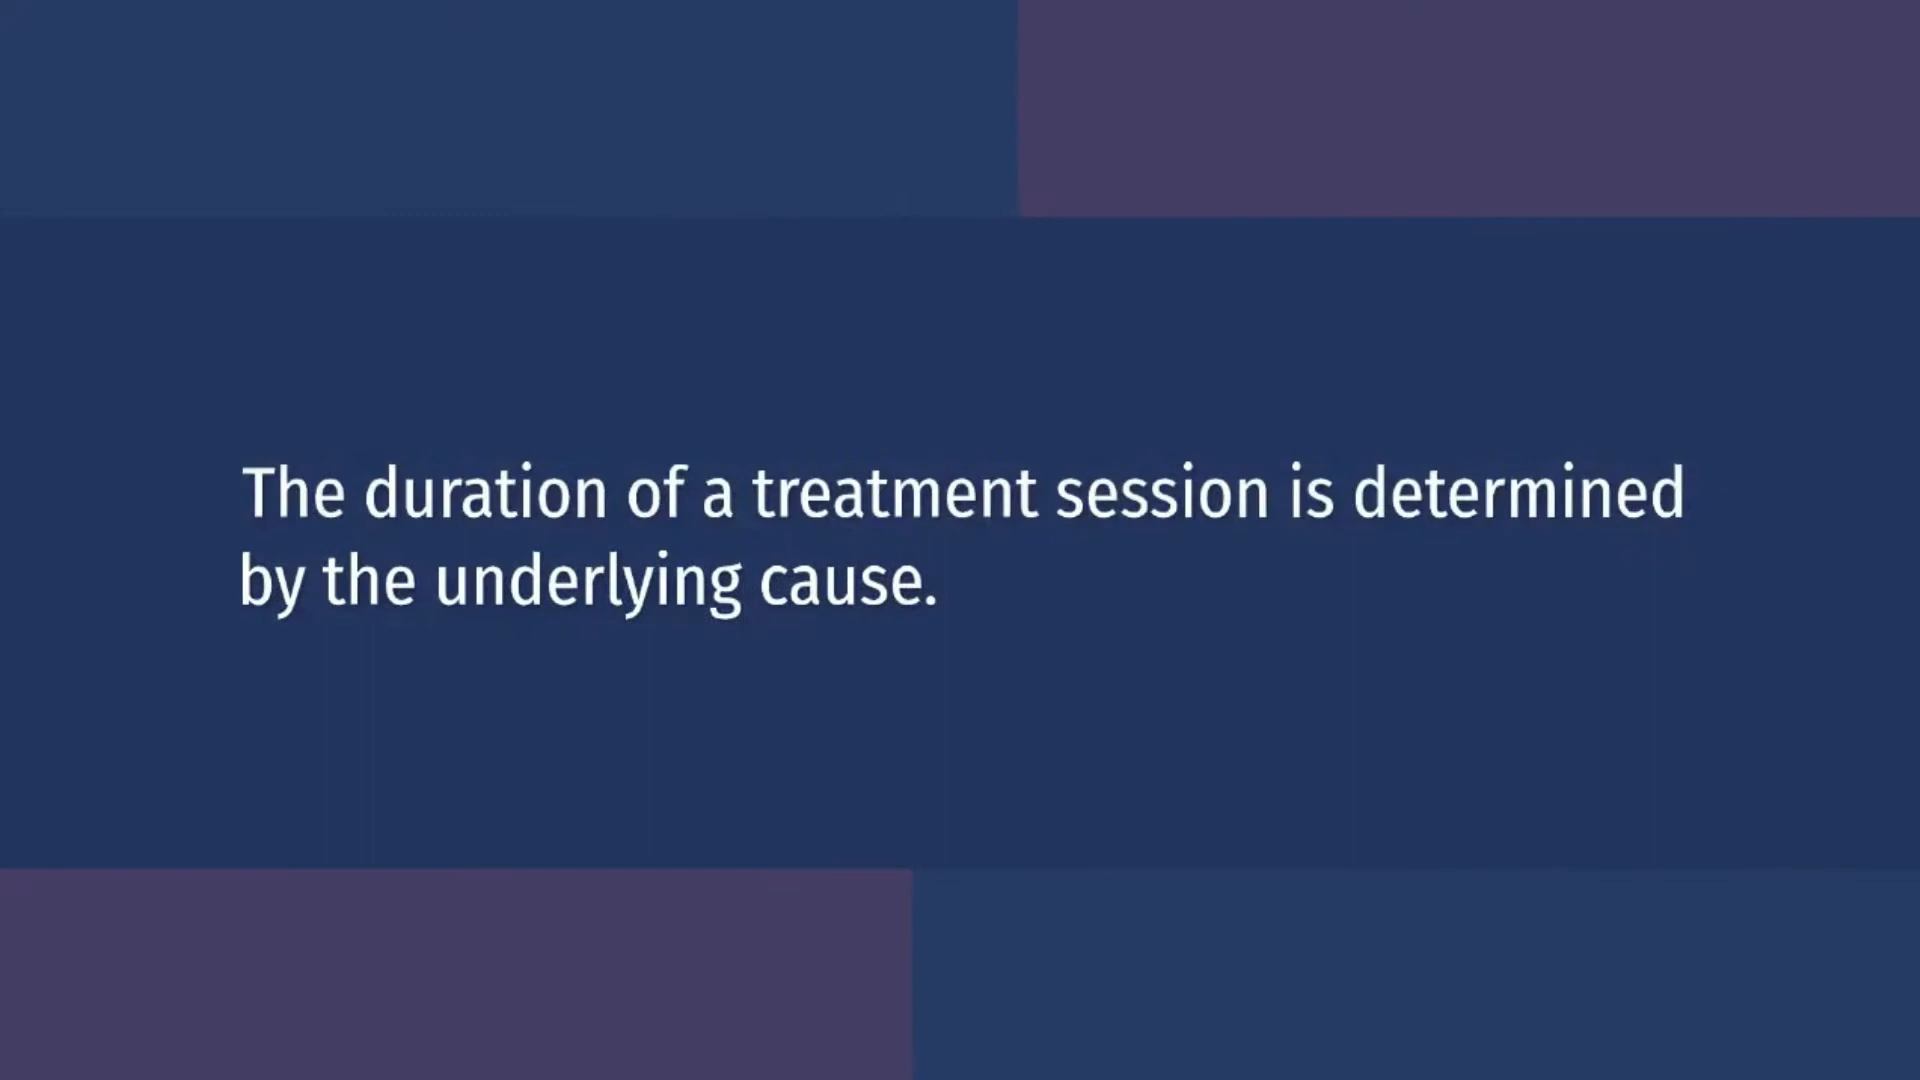 The duration of a treatment session is determined
by the underlying cause.